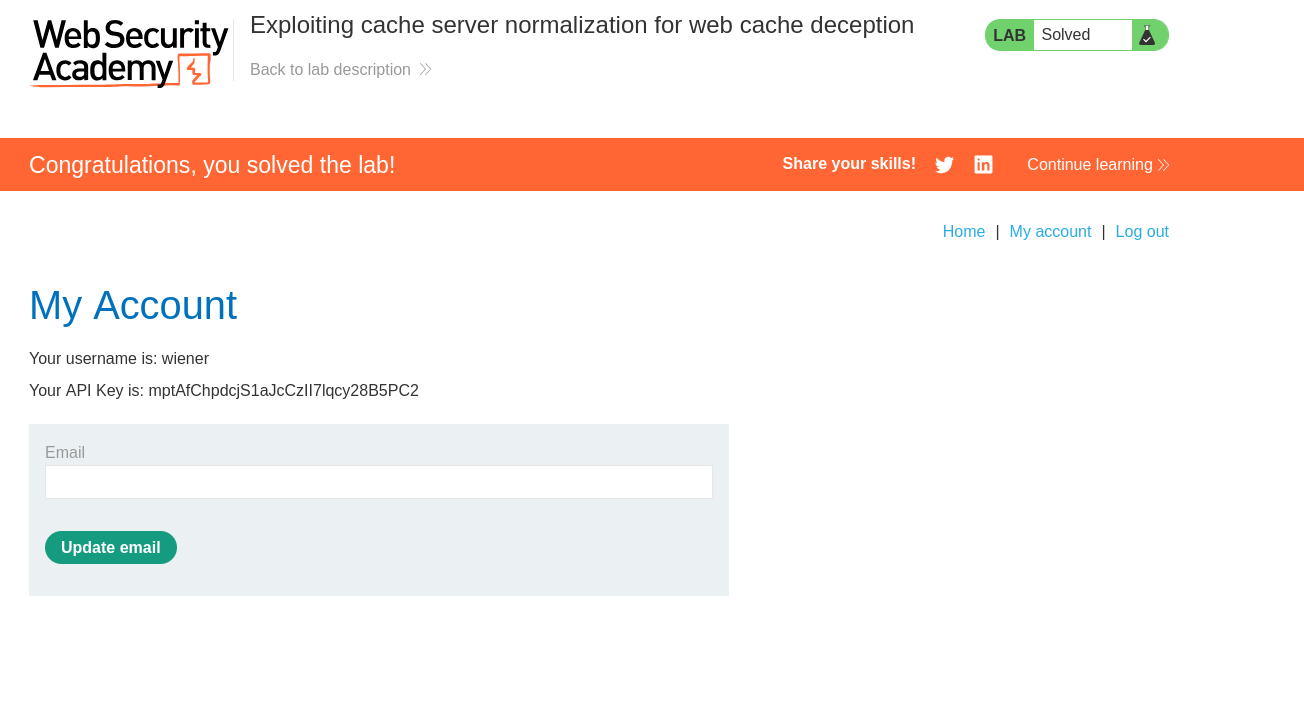 Web Security
Academy
Exploiting cache server normalization for web cache deception
Back to lab description
LAB Solved
Congratulations, you solved the lab!
Share your skills!
Continue learning
Home | My account | Log out
My Account
Your username is: wiener
Your API Key is: mptAfChpdcjS1aJcCzII7lqcy28B5PC2
Email
Update email